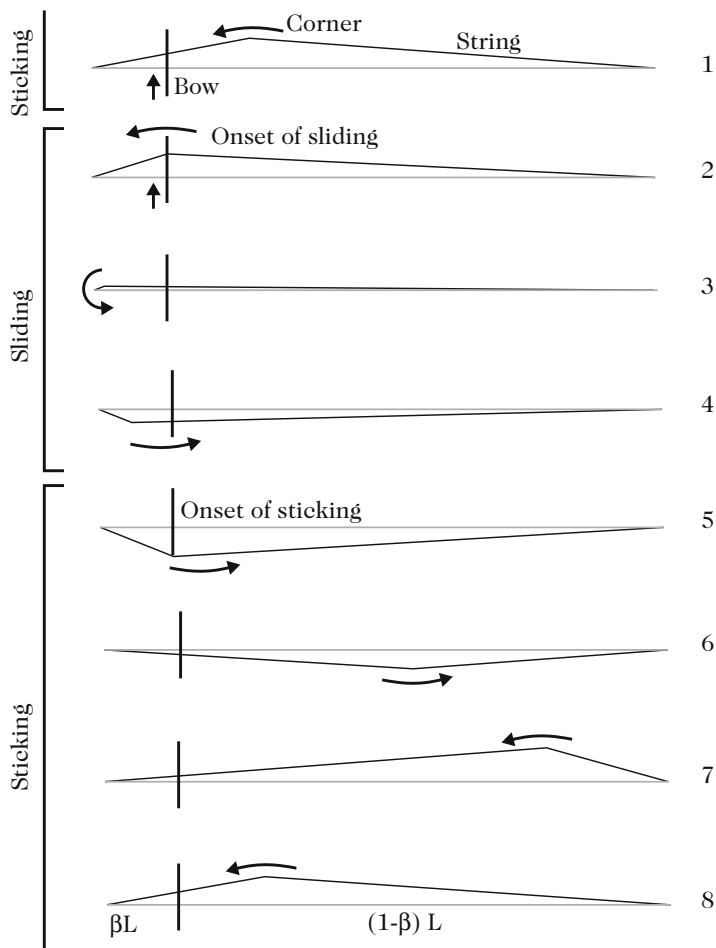 Sticking
Corner
String
Bow
1
Sliding
Onset of sliding
2
3
4
Sticking
Onset of sticking
5
6
7
8
βL
(1-β) L